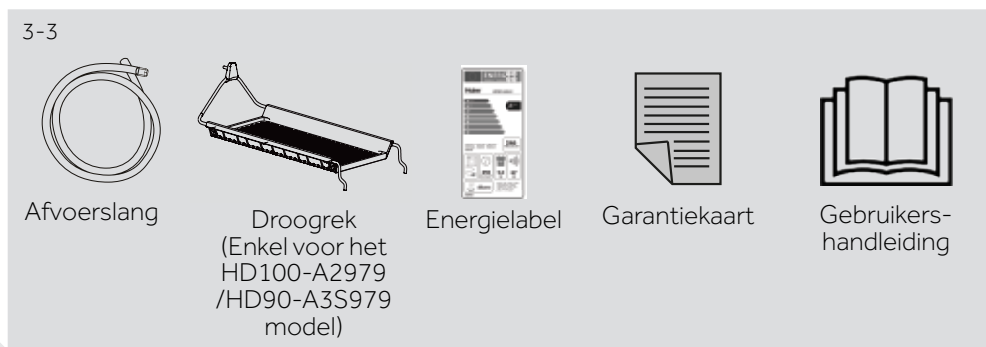 3-3
Afvoerslang
Droogrek
(Enkel voor het
HD100-A2979
/HD90-A3S979
model)
Energielabel
Garantiekaart
Gebruikers-
handleiding